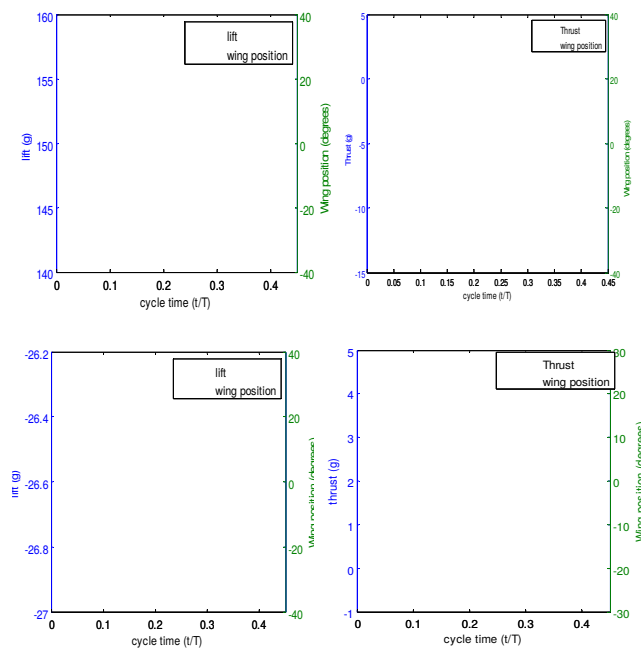 160
155
150
145
140
lift (g)
lift
wing position
40
20
0
-20
-40
Wing position (degrees)
0 0.1 0.2 0.3 0.4
cycle time (t/T)
5
0
-5
-10
-15
Thrust (g)
Thrust
wing position
40
20
0
-20
-40
Wing position (degrees)
0 0.05 0.1 0.15 0.2 0.25 0.3 0.35 0.4 0.45
cycle time (t/T)
-26.2
-26.4
-26.6
-26.8
-27
lift (g)
lift
wing position
40
20
0
-20
-40
Wing position (degrees)
0 0.1 0.2 0.3 0.4
cycle time (t/T)
5
4
3
2
1
0
-1
thrust (g)
Thrust
wing position
30
20
10
0
-10
-20
-30
Wing position (degrees)
0 0.1 0.2 0.3 0.4
cycle time (t/T)